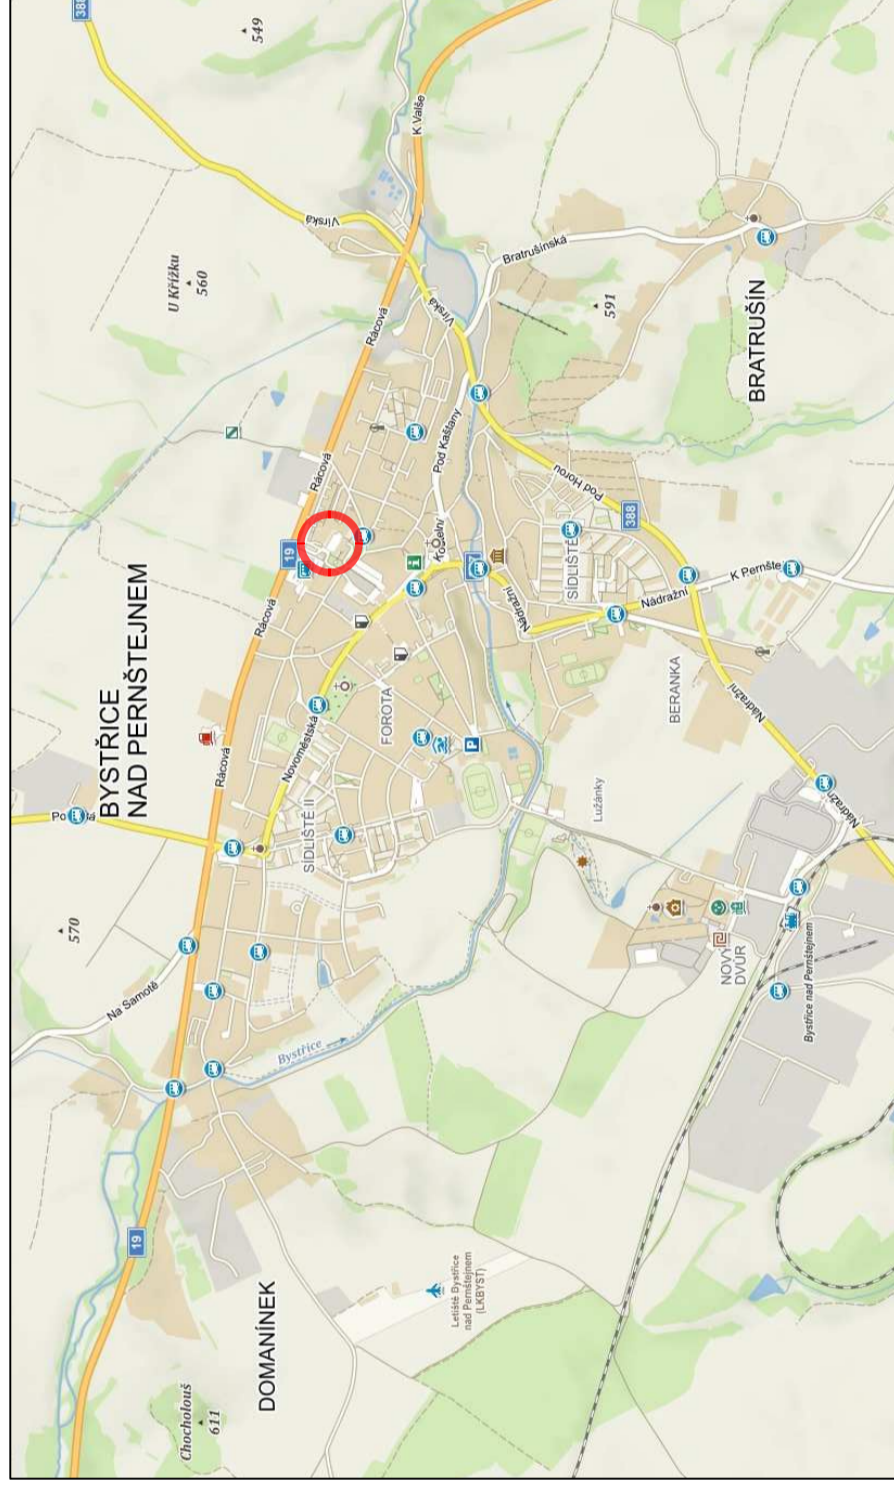 388
549
U Křížku
560
Vírská
K Valše
Rácová
Vírská
Bratrušínská
591
BRATRUŠÍN
Rácová
Pod Kaštany
Pod Horou
388
19
Kostelní
SÍDLIŠTĚ
Nádražní
Nádražní
Nádražní
K Pernšte
BERANKA
BYSTŘICE
NAD PERNŠTEJNEM
Rácová
Rácová
Novoměstská
FOROTA
P
SÍDLIŠTĚ II
Lužánky
Nádražn
570
Na Samotě
Bystřice
NOVÝ
DVŮR
Bystřice nad Pernštejnem
19
Chocholouš
611
DOMANÍNEK
Letiště Bystřice
nad Pernštejnem
(LKBYST)